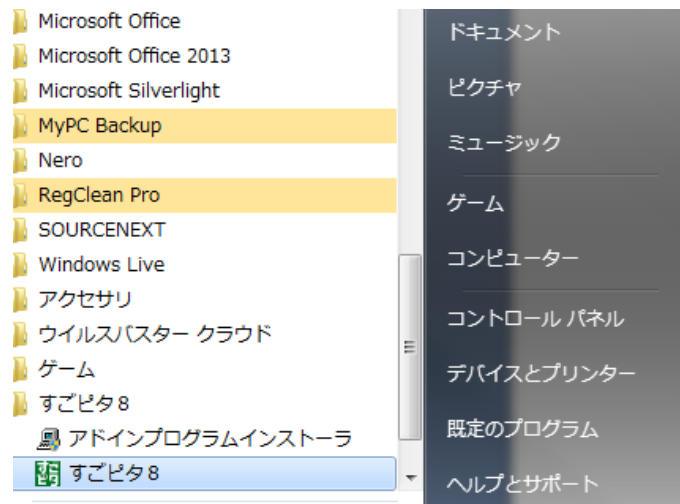 Microsoft Office
Microsoft Office 2013
Microsoft Silverlight
MyPC Backup
Nero
RegClean Pro
SOURCENEXT
Windows Live
アクセサリ
ウイルスバスター クラウド
ゲーム
すごピタ８
アドインプログラムインストーラ
すごピタ８
ドキュメント
ピクチャ
ミュージック
ゲーム
コンピューター
コントロール パネル
デバイスとプリンター
既定のプログラム
ヘルプとサポート